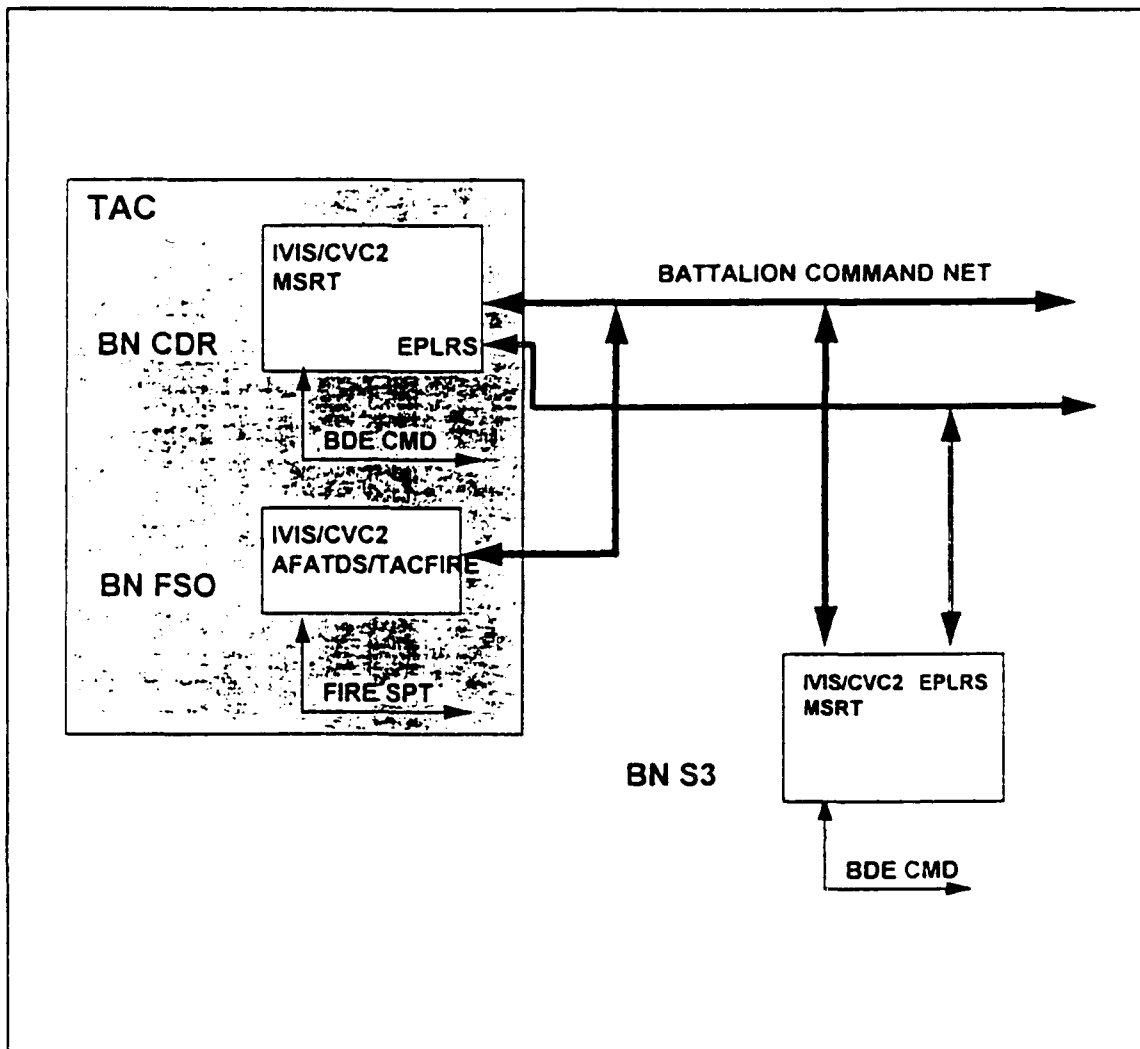 TAC
IVIS/CVC2
MSRT
BATTALION COMMAND NET
BN CDR
EPLRS
BDE CMD
IVIS/CVC2
AFATDS/TACFIRE
BN FSO
FIRE SPT
IVIS/CVC2 EPLRS
MSRT
BN S3
BDE CMD